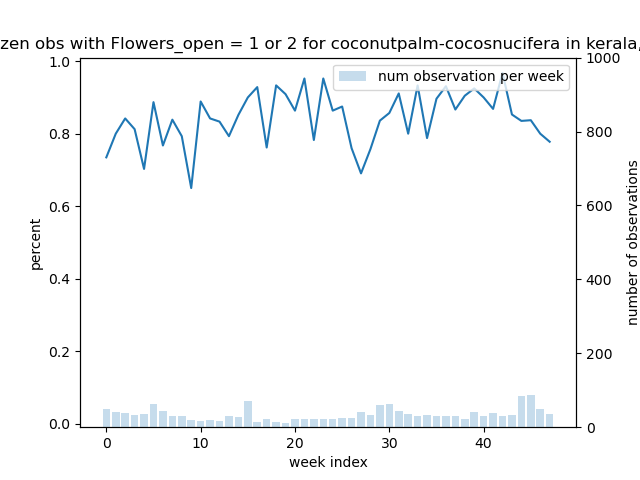 zen obs with Flowers_open = 1 or 2 for coconutpalm-cocosnucifera in kerala,
num observation per week
1.0
0.8
0.6
0.4
0.2
0.0
percent
1000
800
600
400
200
0
number of observations
0 10 20 30 40
week index